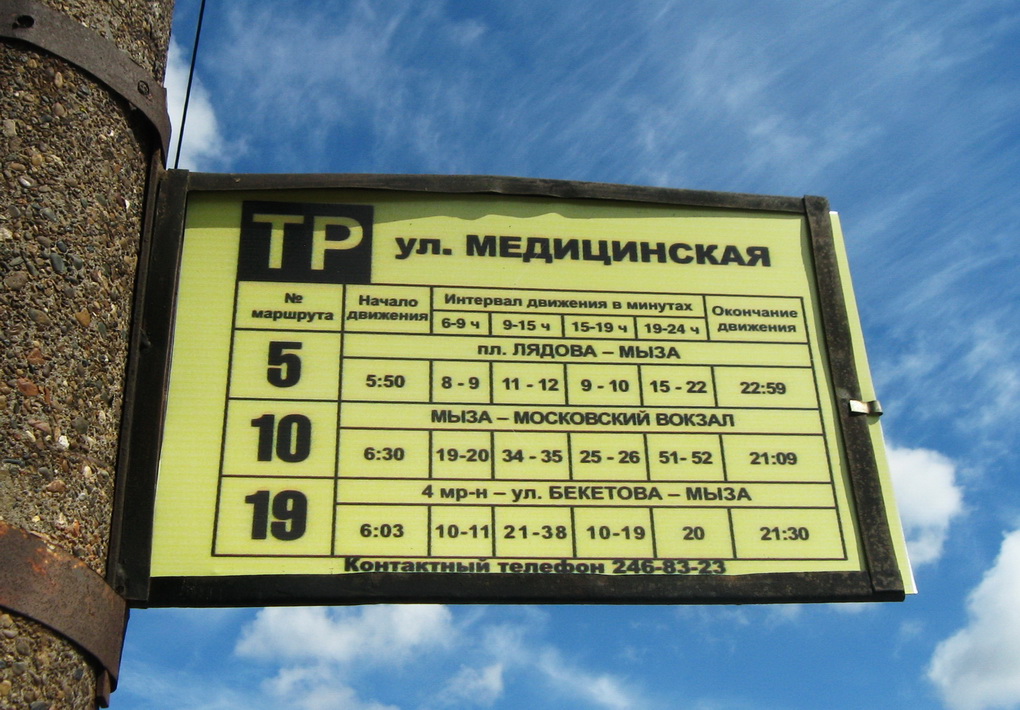 ТР ул. МЕДИЦИНСКАЯ
№ маршрута Начало движения Интервал движения в минутах Окончание движения
6-9 ч 9-15 ч 15-19 ч 19-24 ч
пл. ЛЯДОВА – МЫЗА
5 5:50 8 - 9 11 - 12 9 - 10 15 - 22 22:59
МЫЗА – МОСКОВСКИЙ ВОКЗАЛ
10 6:30 19-20 34 - 35 25 - 26 51- 52 21:09
4 мр-н – ул. БЕКЕТОВА – МЫЗА
19 6:03 10-11 21-38 10-19 20 21:30
Контактный телефон 246-83-23